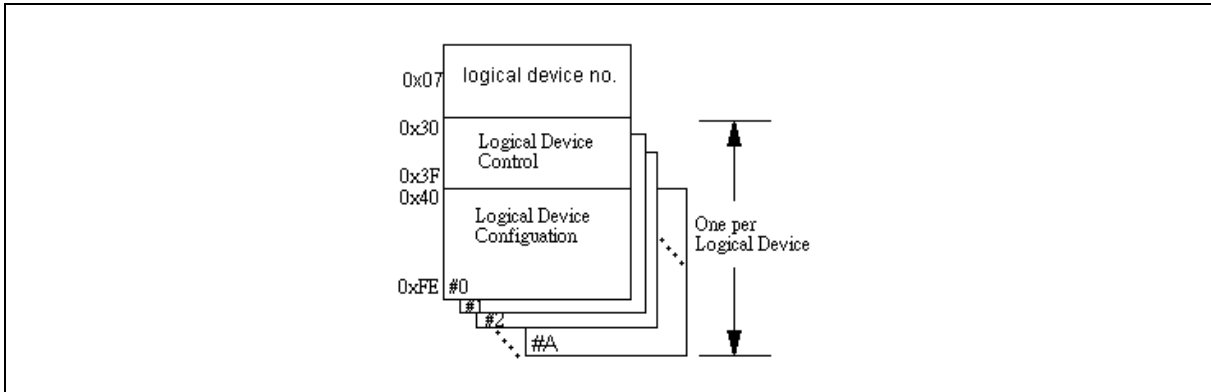 0x07
logical device no.
0x30
Logical Device
Control
0x3F
0x40
Logical Device
Configuation
One per
Logical Device
0xFE
#0
#1
#2
#A